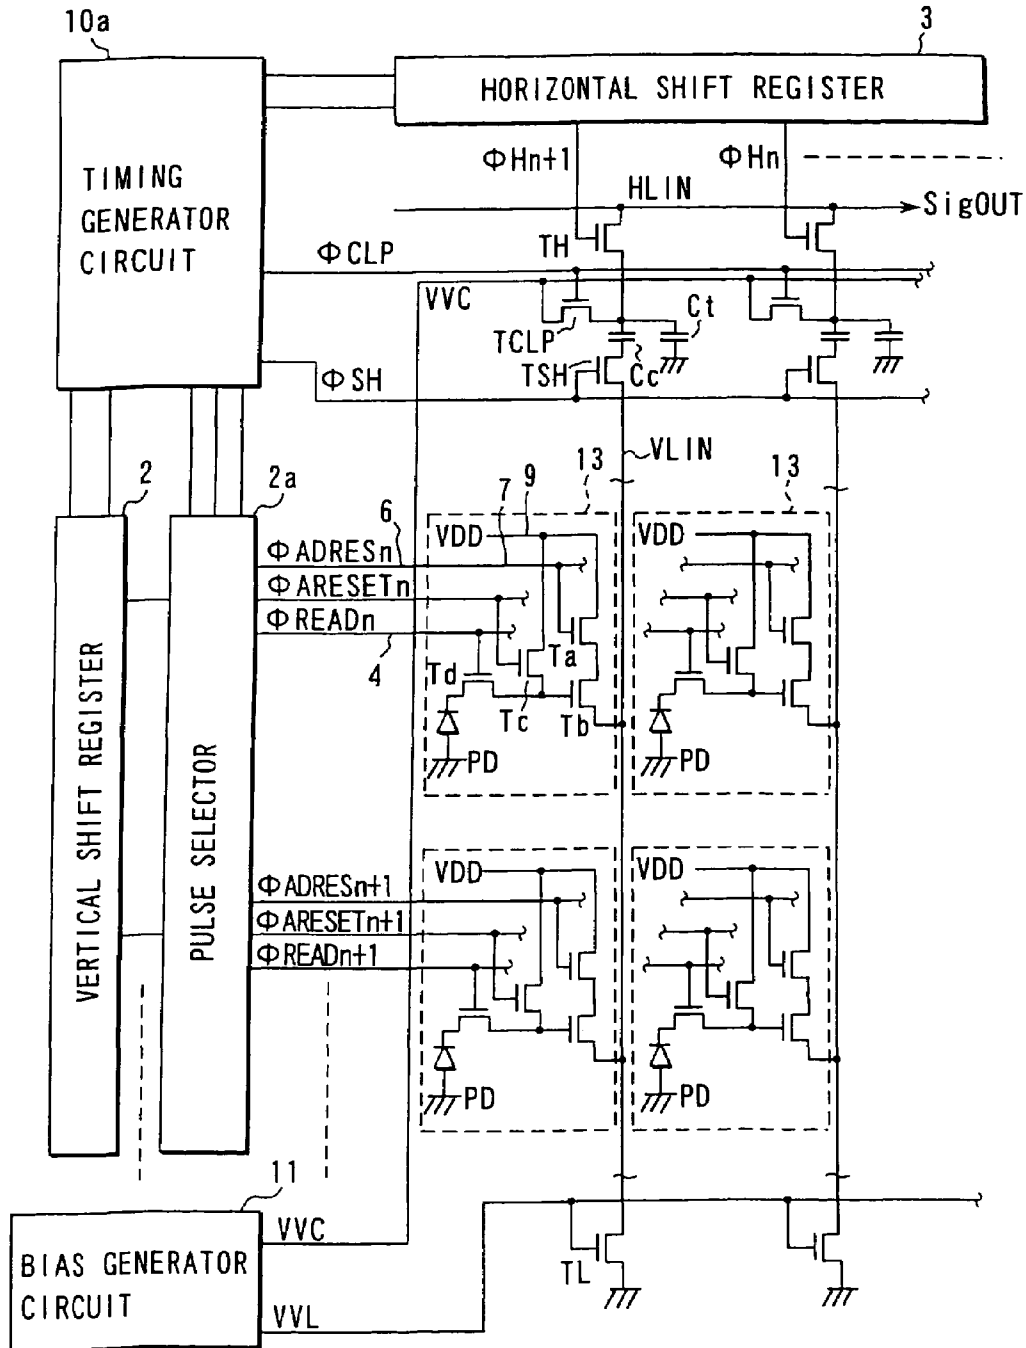 10a
3
HORIZONTAL SHIFT REGISTER
TIMING
GENERATOR
CIRCUIT
ΦHn+1
ΦHn
HLIN
SigOUT
TH
ΦCLP
VVC
TCLP
Ct
TSH
Cc
ΦSH
VLIN
2
2a
13
13
6
7
9
VDD
VDD
ΦADRESn
ΦARESETn
ΦREADn
4
Ta
Td
Tc
Tb
PD
PD
VERTICAL SHIFT REGISTER
PULSE SELECTOR
VDD
VDD
ΦADRESn+1
ΦARESETn+1
ΦREADn+1
PD
PD
11
BIAS GENERATOR
CIRCUIT
VVC
VVL
TL